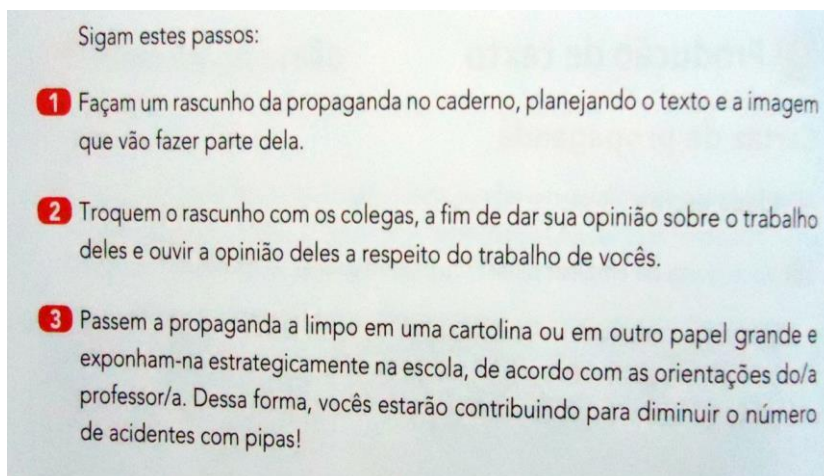 Sigam estes passos:
1 Façam um rascunho da propaganda no caderno, planejando o texto e a imagem
que vão fazer parte dela.
2 Troquem o rascunho com os colegas, a fim de dar sua opinião sobre o trabalho
deles e ouvir a opinião deles a respeito do trabalho de vocês.
3 Passem a propaganda a limpo em uma cartolina ou em outro papel grande e
exponham-na estrategicamente na escola, de acordo com as orientações do/a
professor/a. Dessa forma, vocês estarão contribuindo para diminuir o número
de acidentes com pipas!